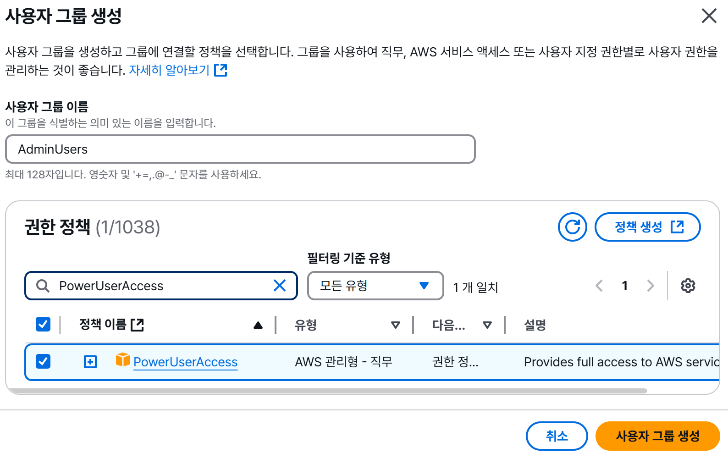 사용자 그룹 생성
사용자 그룹을 생성하고 그룹에 연결할 정책을 선택합니다. 그룹을 사용하여 직무, AWS 서비스 액세스 또는 사용자 지정 권한별로 사용자 권한을
관리하는 것이 좋습니다. 자세히 알아보기
사용자 그룹 이름
이 그룹을 식별하는 의미 있는 이름을 입력합니다.
AdminUsers
최대 128자입니다. 영숫자 및 '+=,.@-_' 문자를 사용하세요.
권한 정책 (1/1038)
정책 생성
필터링 기준 유형
PowerUserAccess
모든 유형
1 개 일치
1
정책 이름
유형
다음...
설명
PowerUserAccess
AWS 관리형 - 직무
권한 정...
Provides full access to AWS servic
취소
사용자 그룹 생성